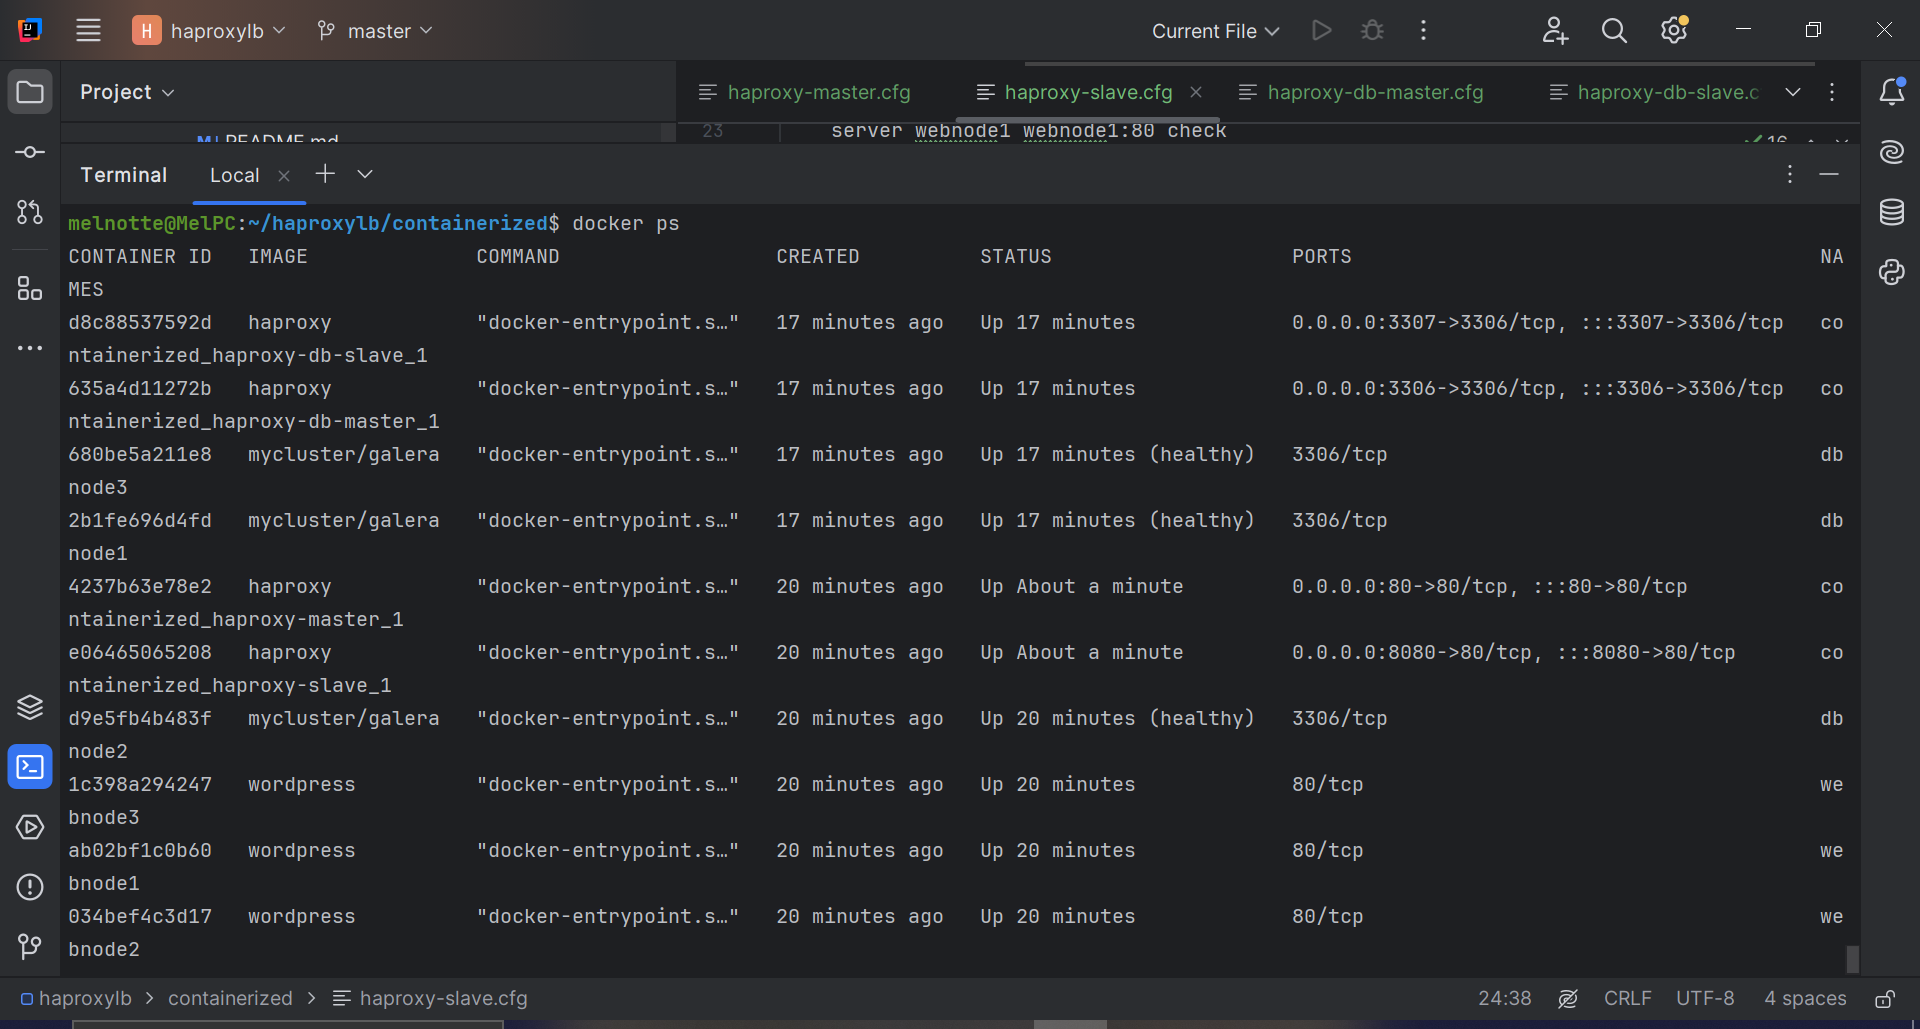 H haproxylb master Current File
Project
haproxy-master.cfg haproxy-slave.cfg haproxy-db-master.cfg haproxy-db-slave.c
README.md
23 server webnode1 webnode1:80 check
16
Terminal Local
melnotte@MelPC:~/haproxylb/containerized$ docker ps
CONTAINER ID IMAGE COMMAND CREATED STATUS PORTS NA
MES
d8c88537592d haproxy "docker-entrypoint.s…" 17 minutes ago Up 17 minutes 0.0.0.0:3307->3306/tcp, :::3307->3306/tcp co
ntainerized_haproxy-db-slave_1
635a4d11272b haproxy "docker-entrypoint.s…" 17 minutes ago Up 17 minutes 0.0.0.0:3306->3306/tcp, :::3306->3306/tcp co
ntainerized_haproxy-db-master_1
680be5a211e8 mycluster/galera "docker-entrypoint.s…" 17 minutes ago Up 17 minutes (healthy) 3306/tcp db
node3
2b1fe696d4fd mycluster/galera "docker-entrypoint.s…" 17 minutes ago Up 17 minutes (healthy) 3306/tcp db
node1
4237b63e78e2 haproxy "docker-entrypoint.s…" 20 minutes ago Up About a minute 0.0.0.0:80->80/tcp, :::80->80/tcp co
ntainerized_haproxy-master_1
e06465065208 haproxy "docker-entrypoint.s…" 20 minutes ago Up About a minute 0.0.0.0:8080->80/tcp, :::8080->80/tcp co
ntainerized_haproxy-slave_1
d9e5fb4b483f mycluster/galera "docker-entrypoint.s…" 20 minutes ago Up 20 minutes (healthy) 3306/tcp db
node2
1c398a294247 wordpress "docker-entrypoint.s…" 20 minutes ago Up 20 minutes 80/tcp we
bnode3
ab02bf1c0b60 wordpress "docker-entrypoint.s…" 20 minutes ago Up 20 minutes 80/tcp we
bnode1
034bef4c3d17 wordpress "docker-entrypoint.s…" 20 minutes ago Up 20 minutes 80/tcp we
bnode2
haproxylb > containerized > haproxy-slave.cfg 24:38 CRLF UTF-8 4 spaces